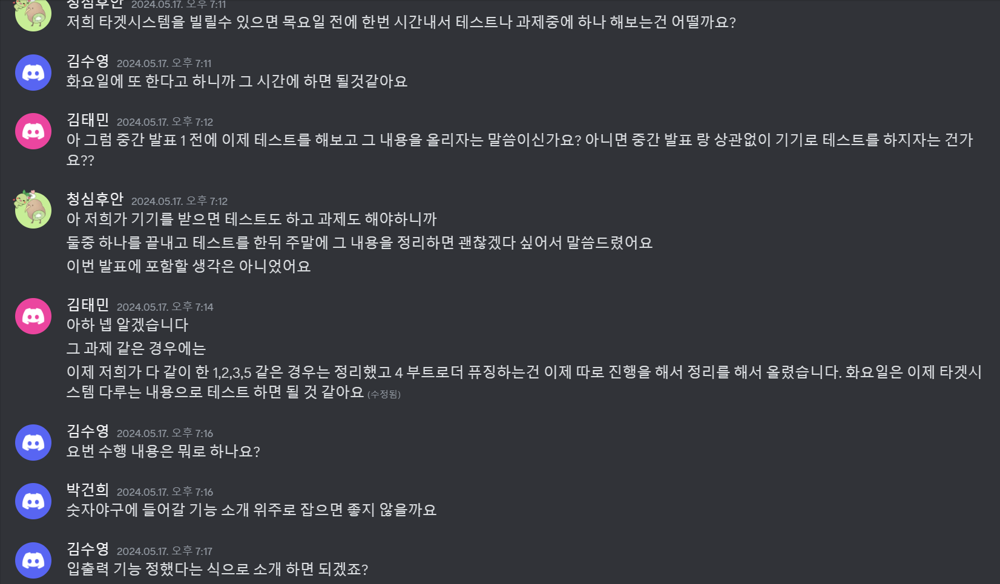 청심후안 2024.05.17. 오후 7:11
저희 타겟시스템을 빌릴수 있으면 목요일 전에 한번 시간내서 테스트나 과제중에 하나 해보는건 어떨까요?
김수영 2024.05.17. 오후 7:11
화요일에 또 한다고 하니까 그 시간에 하면 될것같아요
김태민 2024.05.17. 오후 7:12
아 그럼 중간 발표 1 전에 이제 테스트를 해보고 그 내용을 올리자는 말씀이신가요? 아니면 중간 발표 랑 상관없이 기기로 테스트를 하지자는 건가
요??
청심후안 2024.05.17. 오후 7:12
아 저희가 기기를 받으면 테스트도 하고 과제도 해야하니까
둘중 하나를 끝내고 테스트를 한뒤 주말에 그 내용을 정리하면 괜찮겠다 싶어서 말씀드렸어요
이번 발표에 포함할 생각은 아니었어요
김태민 2024.05.17. 오후 7:14
아하 넵 알겠습니다
그 과제 같은 경우에는
이제 저희가 다 같이 한 1,2,3,5 같은 경우는 정리했고 4 부트로더 퓨징하는건 이제 따로 진행을 해서 정리를 해서 올렸습니다. 화요일은 이제 타겟시
스템 다루는 내용으로 테스트 하면 될 것 같아요 (수정됨)
김수영 2024.05.17. 오후 7:16
요번 수행 내용은 뭐로 하나요?
박건희 2024.05.17. 오후 7:16
숫자야구에 들어갈 기능 소개 위주로 잡으면 좋지 않을까요
김수영 2024.05.17. 오후 7:17
입출력 기능 정했다는 식으로 소개 하면 되겠죠?